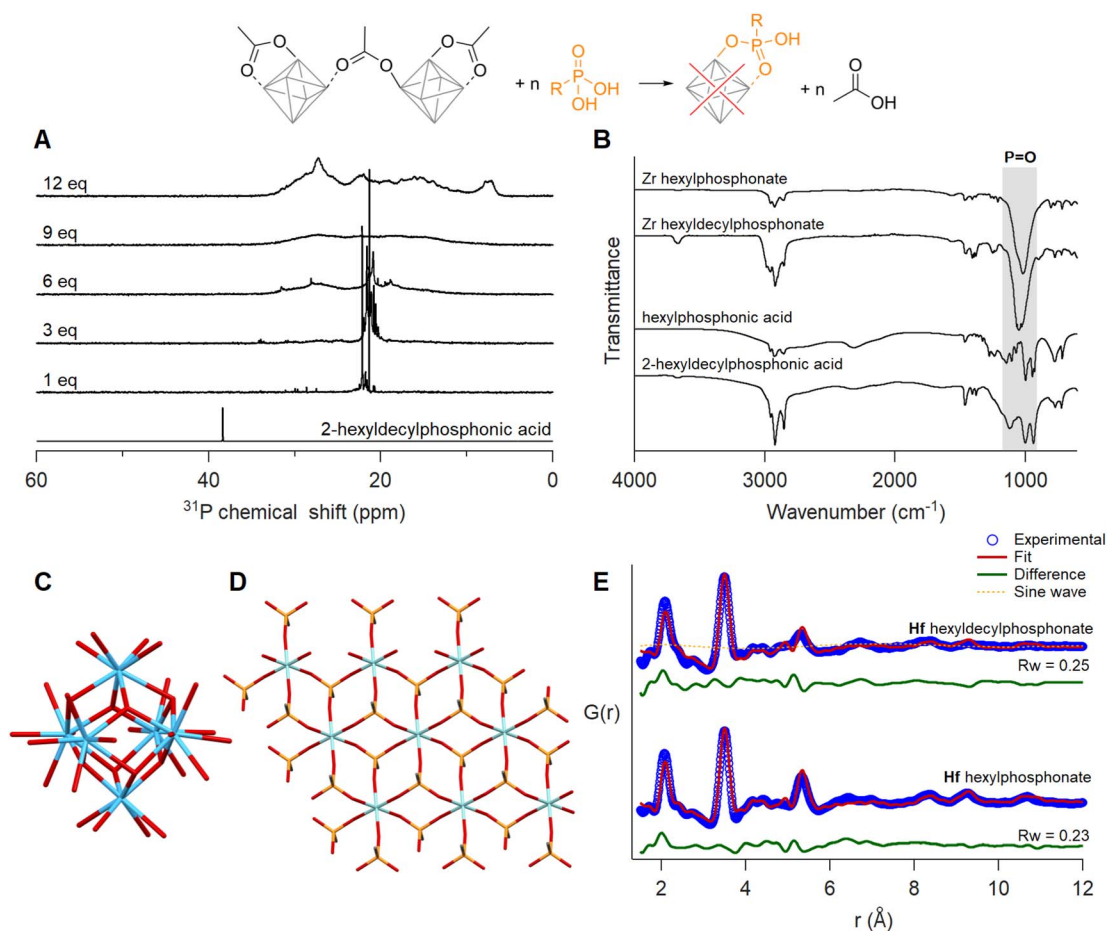 O
O
O
O
O
O
+ n
O
R
P
OH
OH
R
O
P
OH
O
+ n
O
OH
A
12 eq
9 eq
6 eq
3 eq
1 eq
2-hexyldecylphosphonic acid
60
40
20
0
³¹P chemical shift (ppm)
B
P=O
Zr hexylphosphonate
Zr hexyldecylphosphonate
hexylphosphonic acid
2-hexyldecylphosphonic acid
Transmittance
4000
3000
2000
1000
Wavenumber (cm⁻¹)
C
D
E
Experimental
Fit
Difference
Sine wave
Hf hexyldecylphosphonate
Rw = 0.25
G(r)
Hf hexylphosphonate
Rw = 0.23
2
4
6
8
10
12
r (Å)